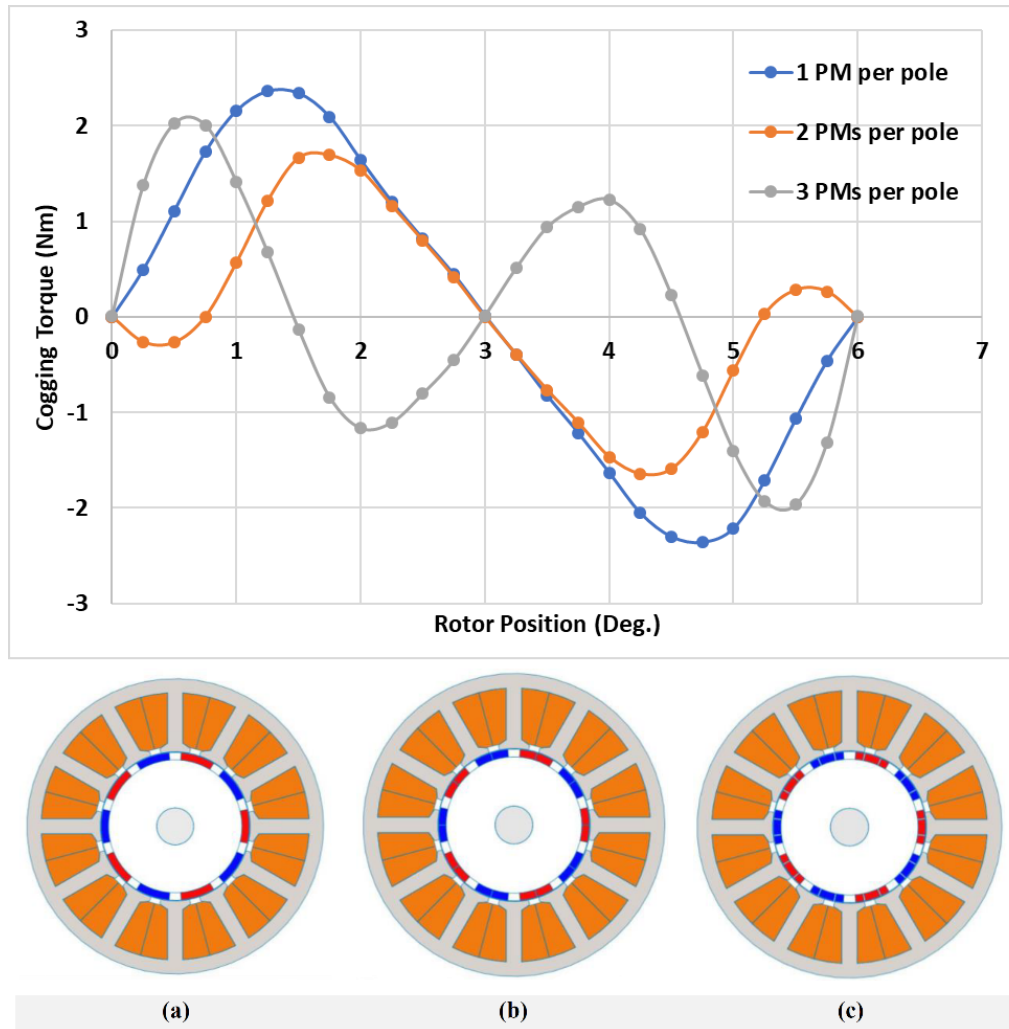 3
2
1
0
-1
-2
-3
Cogging Torque (Nm)
1 PM per pole
2 PMs per pole
3 PMs per pole
0 1 2 3 4 5 6 7
Rotor Position (Deg.)
(a) (b) (c)